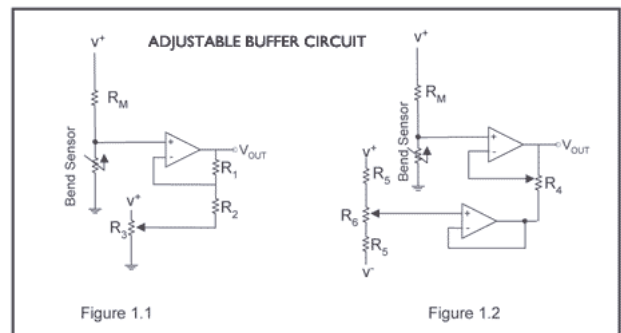 ADJUSTABLE BUFFER CIRCUIT
V+
RM
Bend Sensor
+
-
VOUT
R1
R2
V+
R3
Figure 1.1
V+
RM
Bend Sensor
+
-
VOUT
R4
V+
R5
R6
R5
V-
+
-
Figure 1.2